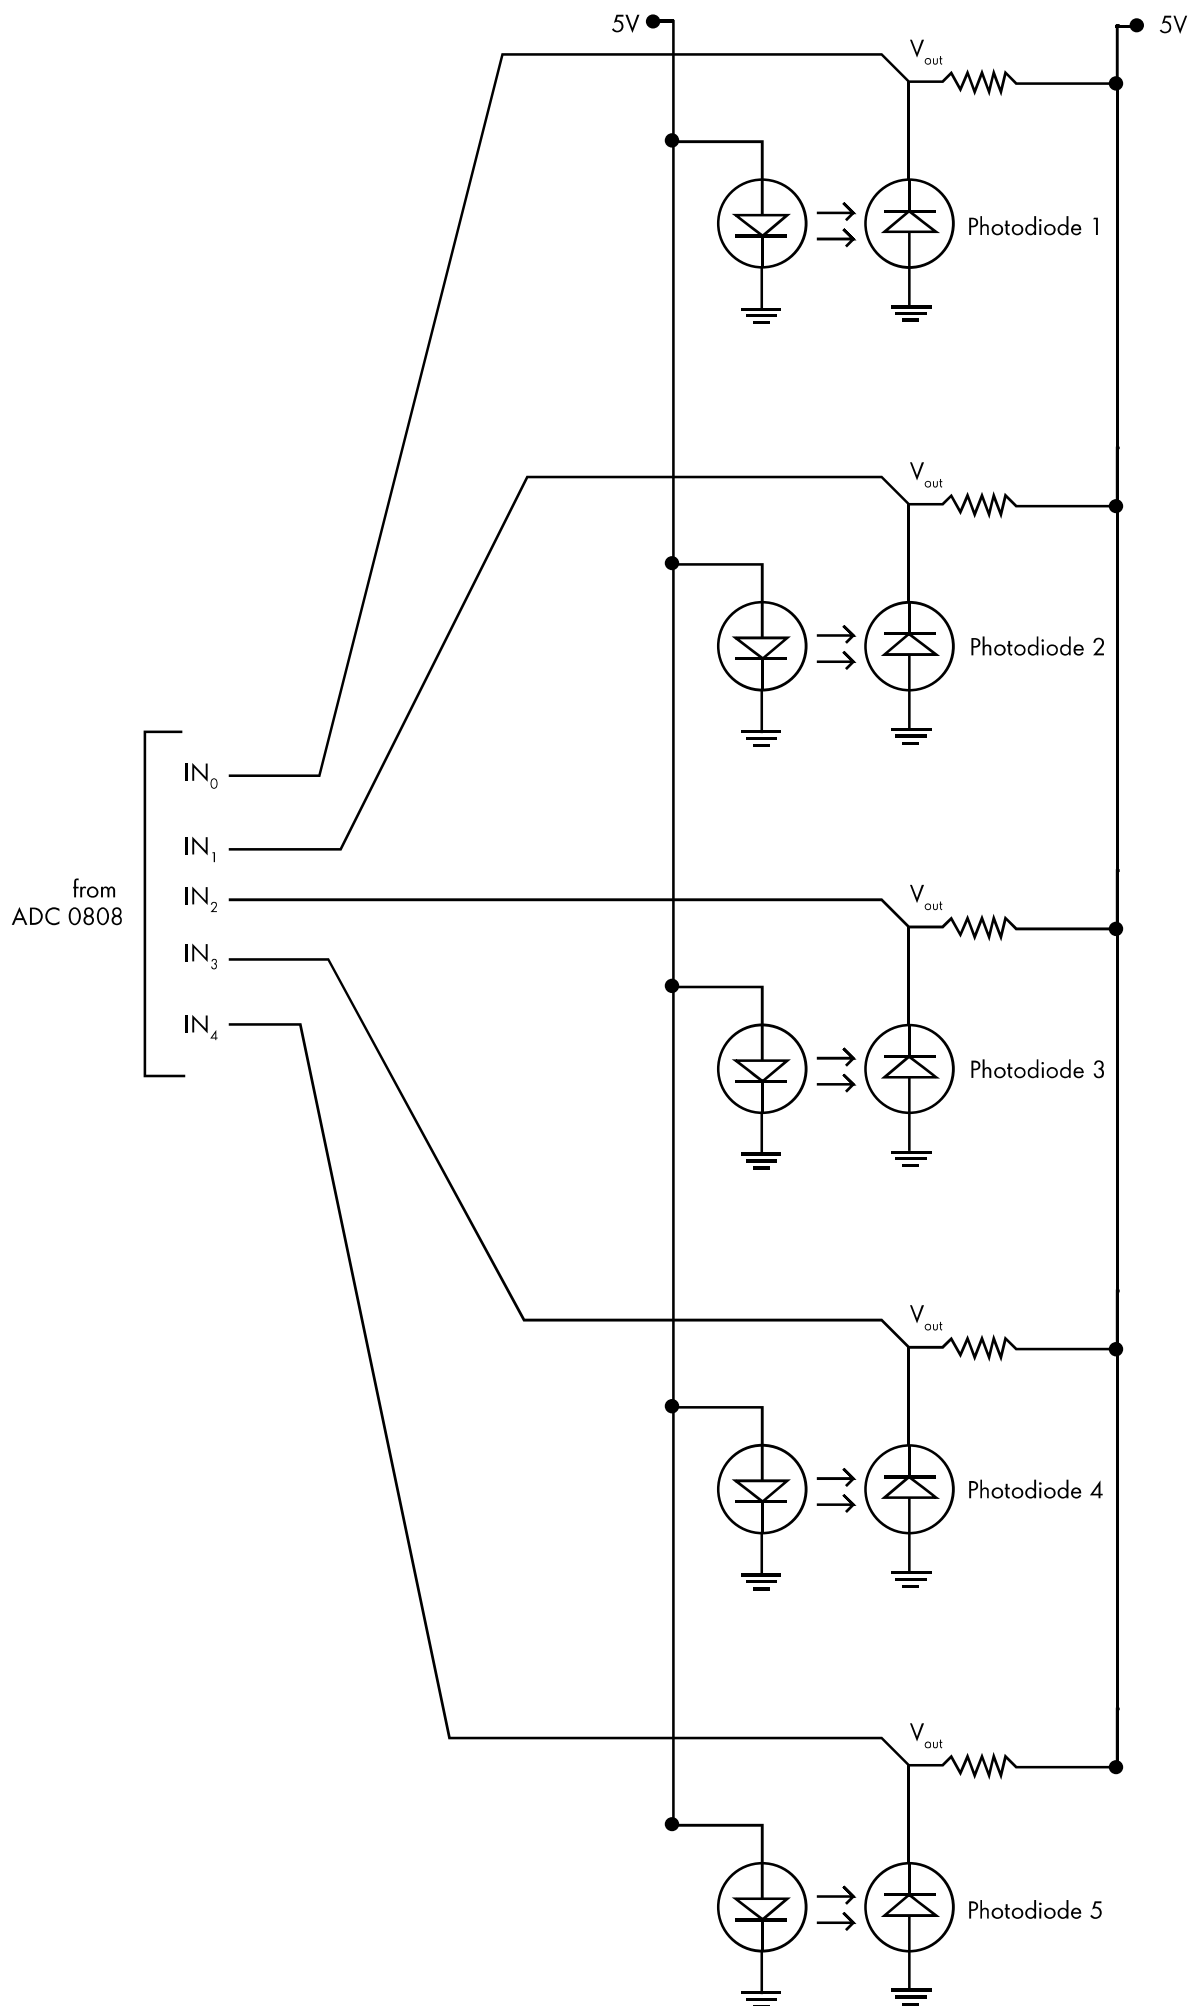 5V
5V
Vout
Photodiode 1
Vout
Photodiode 2
IN0
IN1
from
ADC 0808
IN2
IN3
IN4
Vout
Photodiode 3
Vout
Photodiode 4
Vout
Photodiode 5